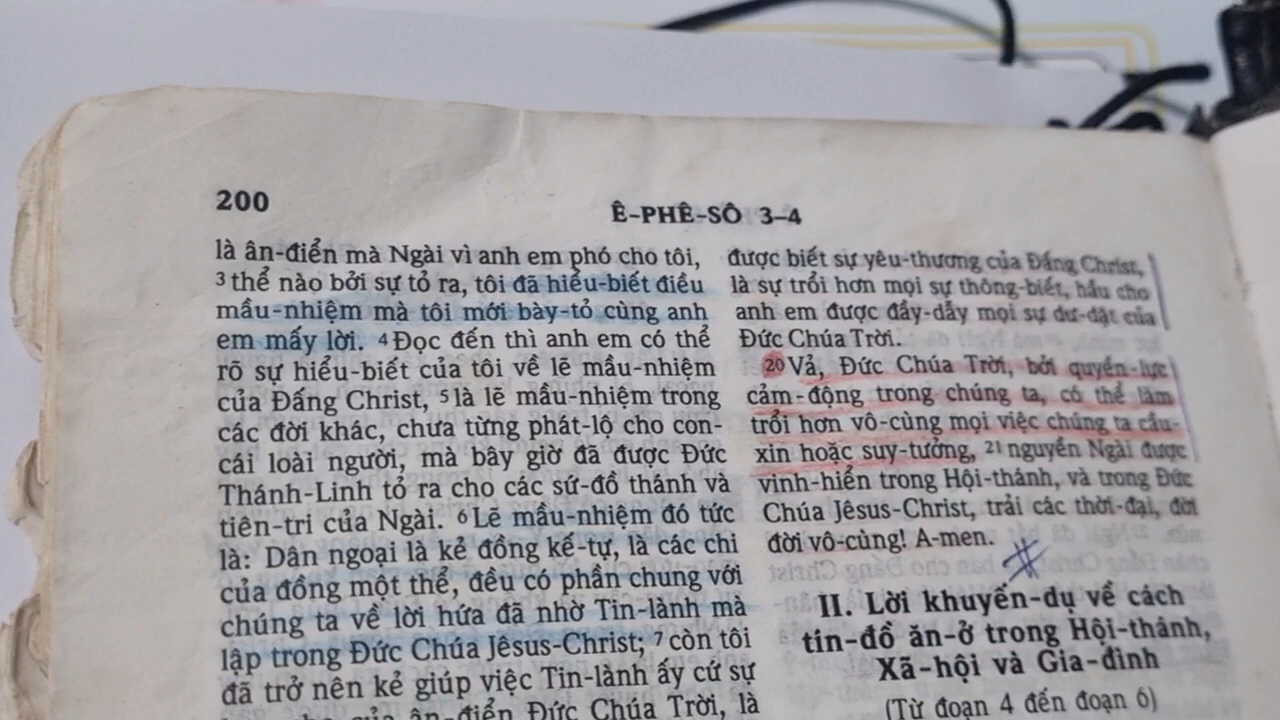 200
Ê-PHÊ-SÔ 3-4
là ân-điển mà Ngài vì anh em phó cho tôi,
3 thể nào bởi sự tỏ ra, tôi đã hiểu-biết điều
mầu-nhiệm mà tôi mới bày-tỏ cùng anh
em mấy lời. 4 Đọc đến thì anh em có thể
rõ sự hiểu-biết của tôi về lẽ mầu-nhiệm
của Đấng Christ, 5 là lẽ mầu-nhiệm trong
các đời khác, chưa từng phát-lộ cho con-
cái loài người, mà bây giờ đã được Đức
Thánh-Linh tỏ ra cho các sứ-đồ thánh và
tiên-tri của Ngài. 6 Lẽ mầu-nhiệm đó tức
là: Dân ngoại là kẻ đồng kế-tự, là các chi
của đồng một thể, đều có phần chung với
chúng ta về lời hứa đã nhờ Tin-lành mà
lập trong Đức Chúa Jêsus-Christ; 7 còn tôi
đã trở nên kẻ giúp việc Tin-lành ấy cứ sự
của ân-điển Đức Chúa Trời, là
được biết sự yêu-thương của Đấng Christ,
là sự trổi hơn mọi sự thông-biết, hầu cho
anh em được đầy-dẫy mọi sự dư-dật của
Đức Chúa Trời.
20 Vả, Đức Chúa Trời, bởi quyền-lực
cảm-động trong chúng ta, có thể làm
trổi hơn vô-cùng mọi việc chúng ta cầu-
xin hoặc suy-tưởng, 21 nguyền Ngài được
vinh-hiển trong Hội-thánh, và trong Đức
Chúa Jêsus-Christ, trải các thời-đại, đời
đời vô-cùng! A-men.
II. Lời khuyến-dụ về cách
tín-đồ ăn-ở trong Hội-thánh,
Xã-hội và Gia-đình
(Từ đoạn 4 đến đoạn 6)